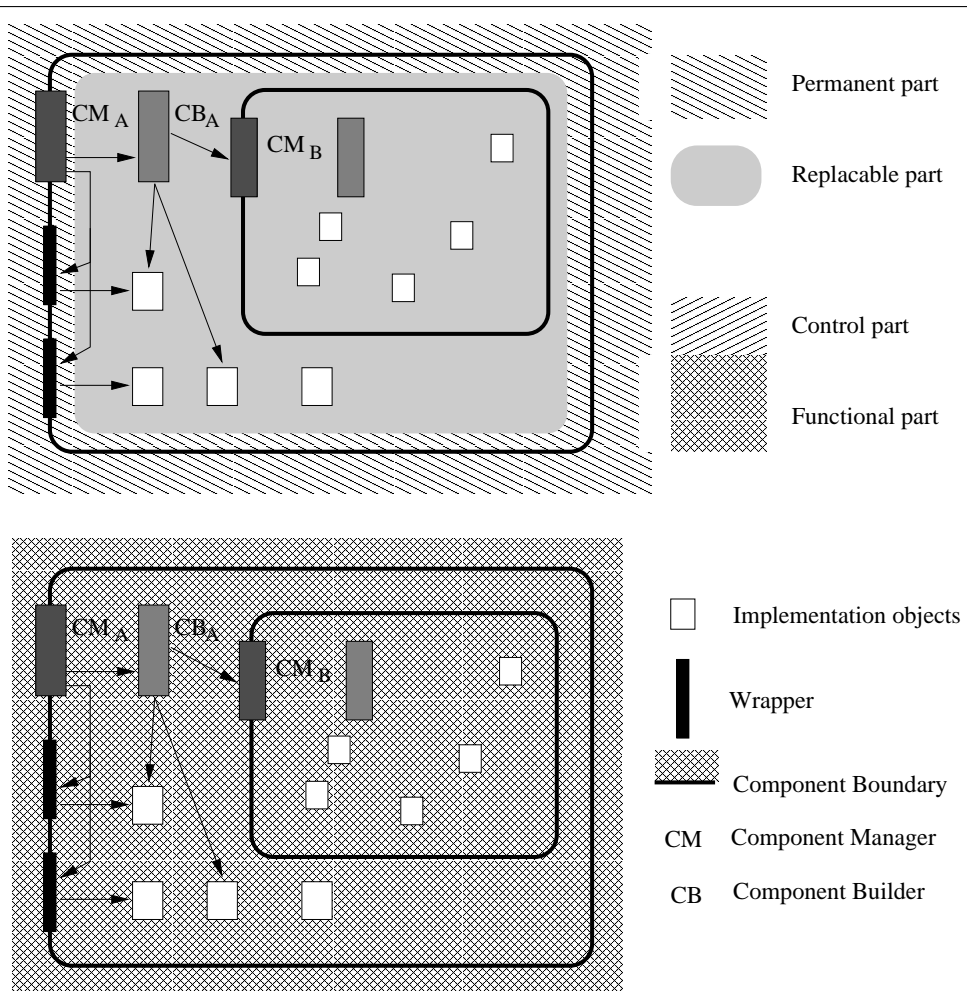 CM A CB A
CM B
Permanent part
Replacable part
Control part
Functional part
CM A CB A
CM B
Implementation objects
Wrapper
Component Boundary
CM Component Manager
CB Component Builder